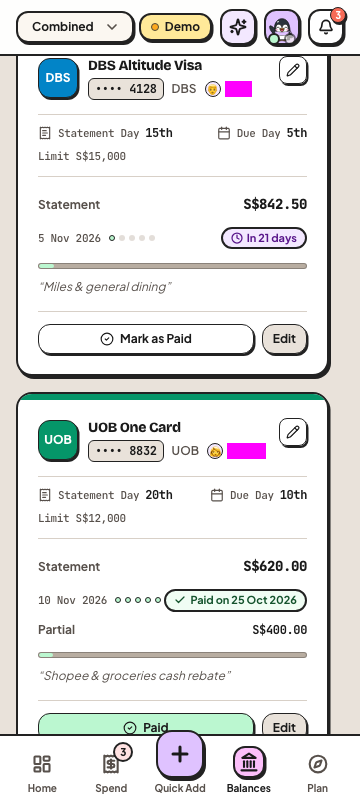 Combined
Demo
3
DBS
DBS Altitude Visa
•••• 4128 DBS
Statement Day 15th
Due Day 5th
Limit S$15,000
Statement S$842.50
5 Nov 2026
In 21 days
“Miles & general dining”
Mark as Paid
Edit
UOB
UOB One Card
•••• 8832 UOB
Statement Day 20th
Due Day 10th
Limit S$12,000
Statement S$620.00
10 Nov 2026
Paid on 25 Oct 2026
Partial S$400.00
“Shopee & groceries cash rebate”
Paid
Edit
3
Home
Spend
Quick Add
Balances
Plan